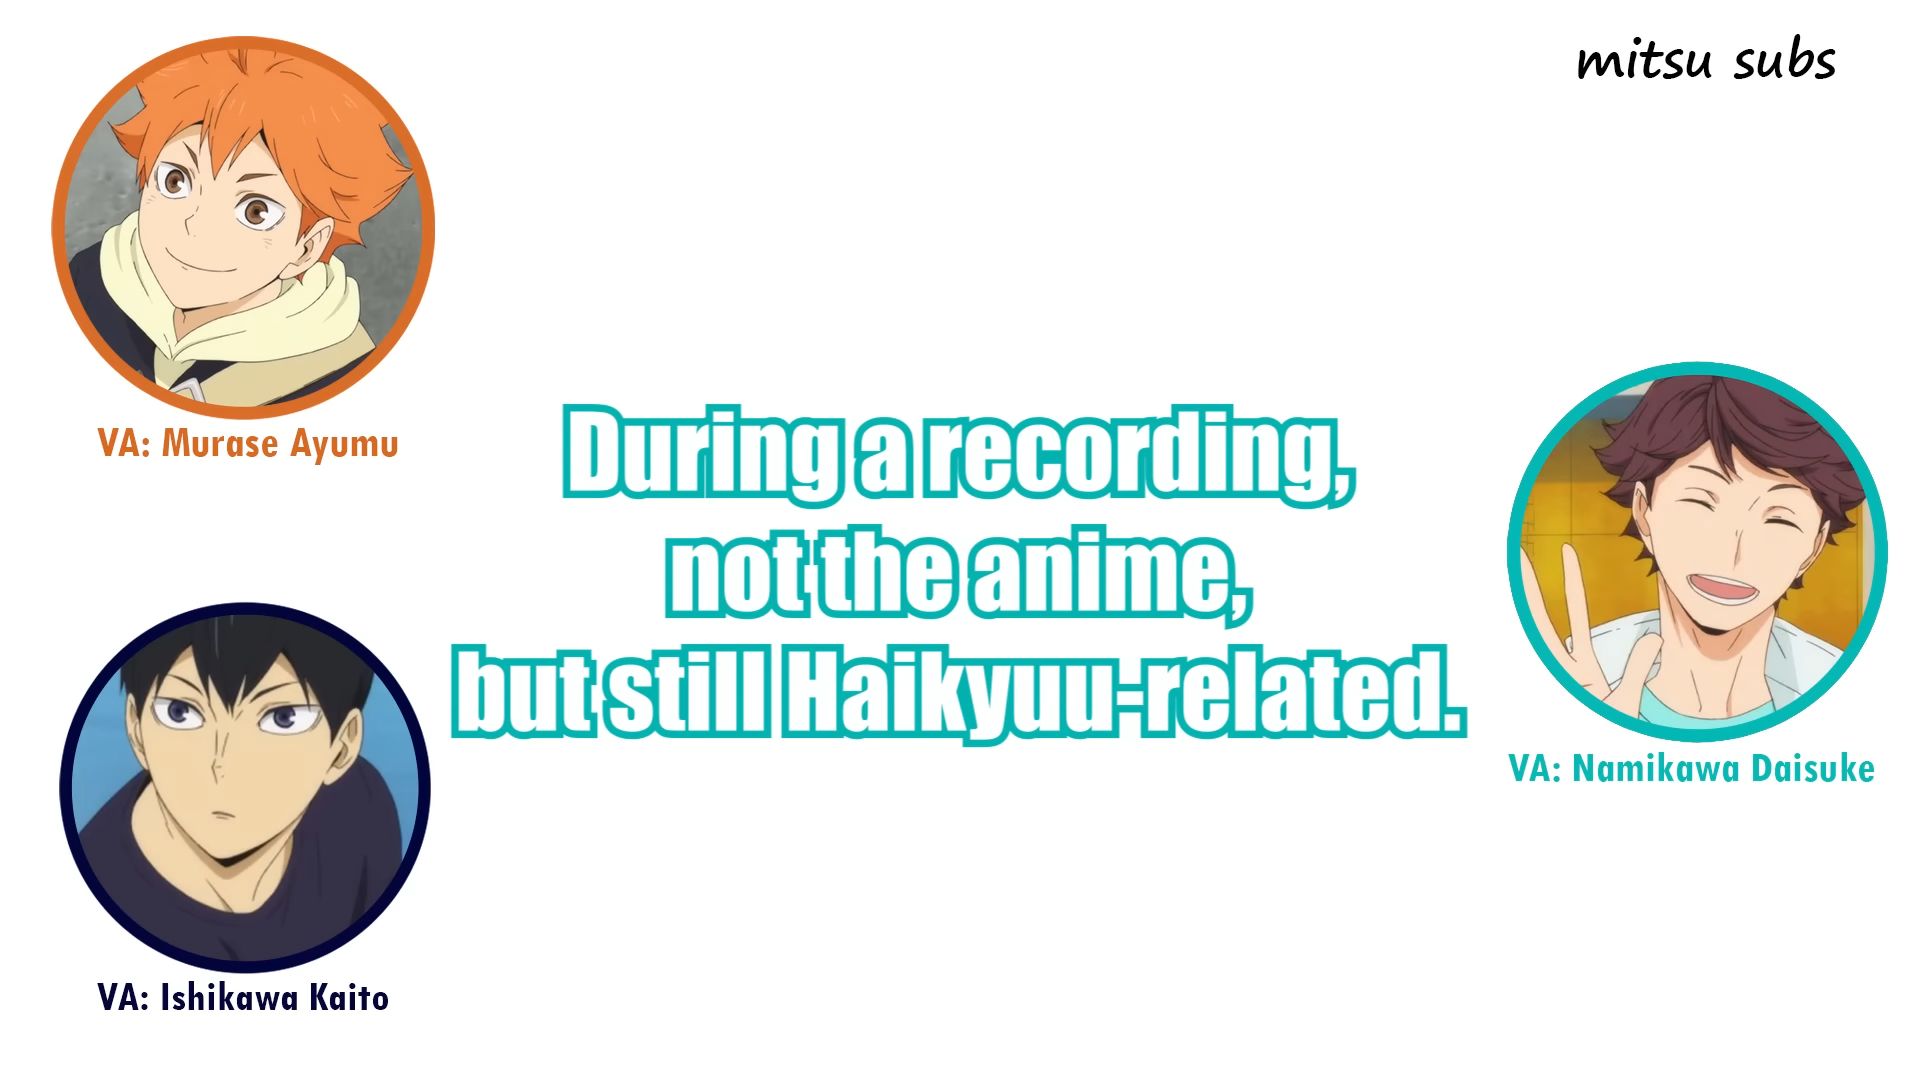 mitsu subs
VA: Murase Ayumu
During a recording,
not the anime,
but still Haikyuu-related.
VA: Namikawa Daisuke
VA: Ishikawa Kaito